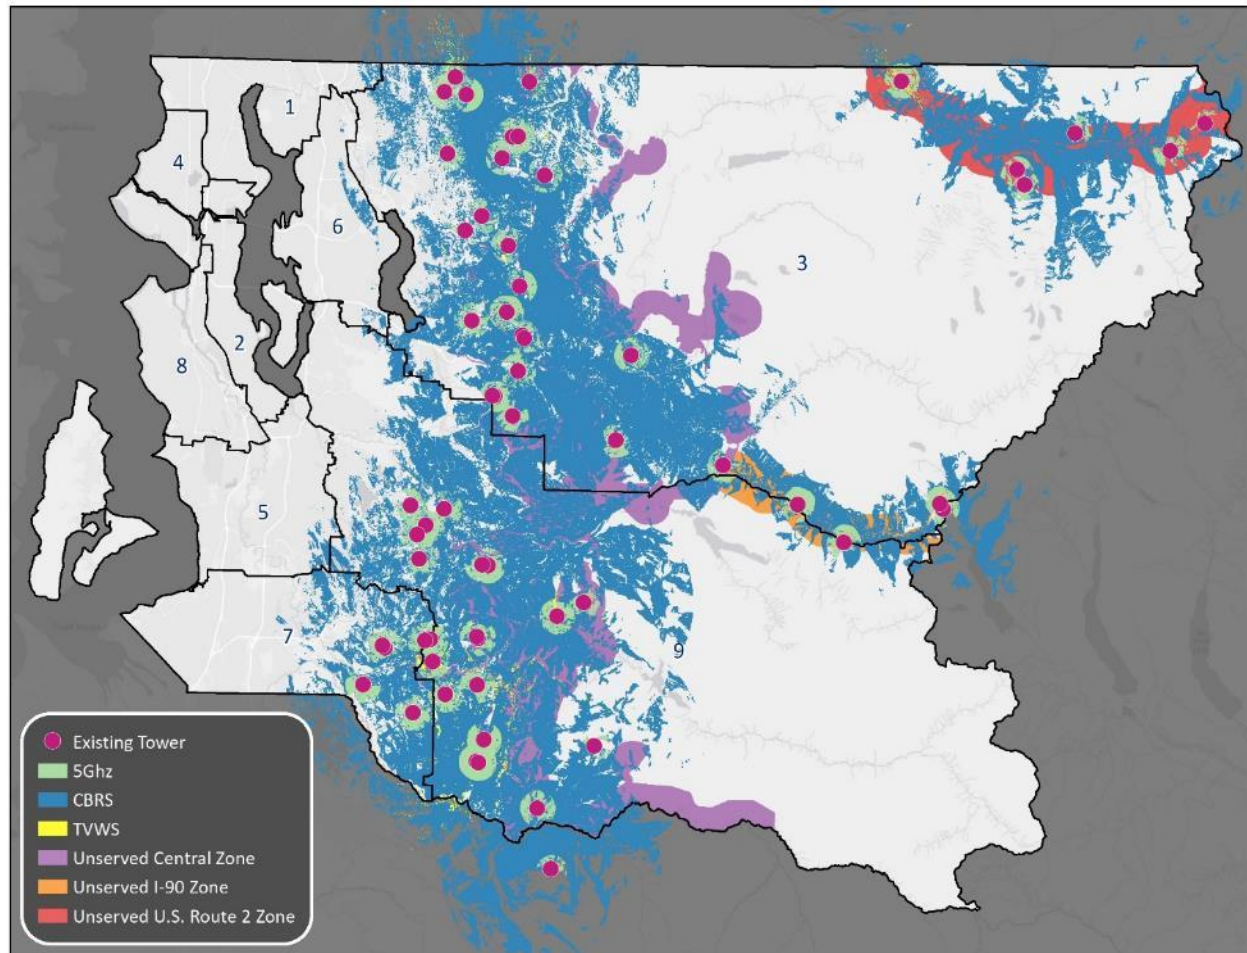 1
4
6
3
2
8
5
7
9
Existing Tower
5Ghz
CBRS
TVWS
Unserved Central Zone
Unserved I-90 Zone
Unserved U.S. Route 2 Zone